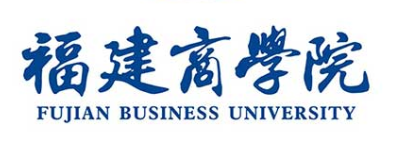 福建商學院
FUJIAN BUSINESS UNIVERSITY